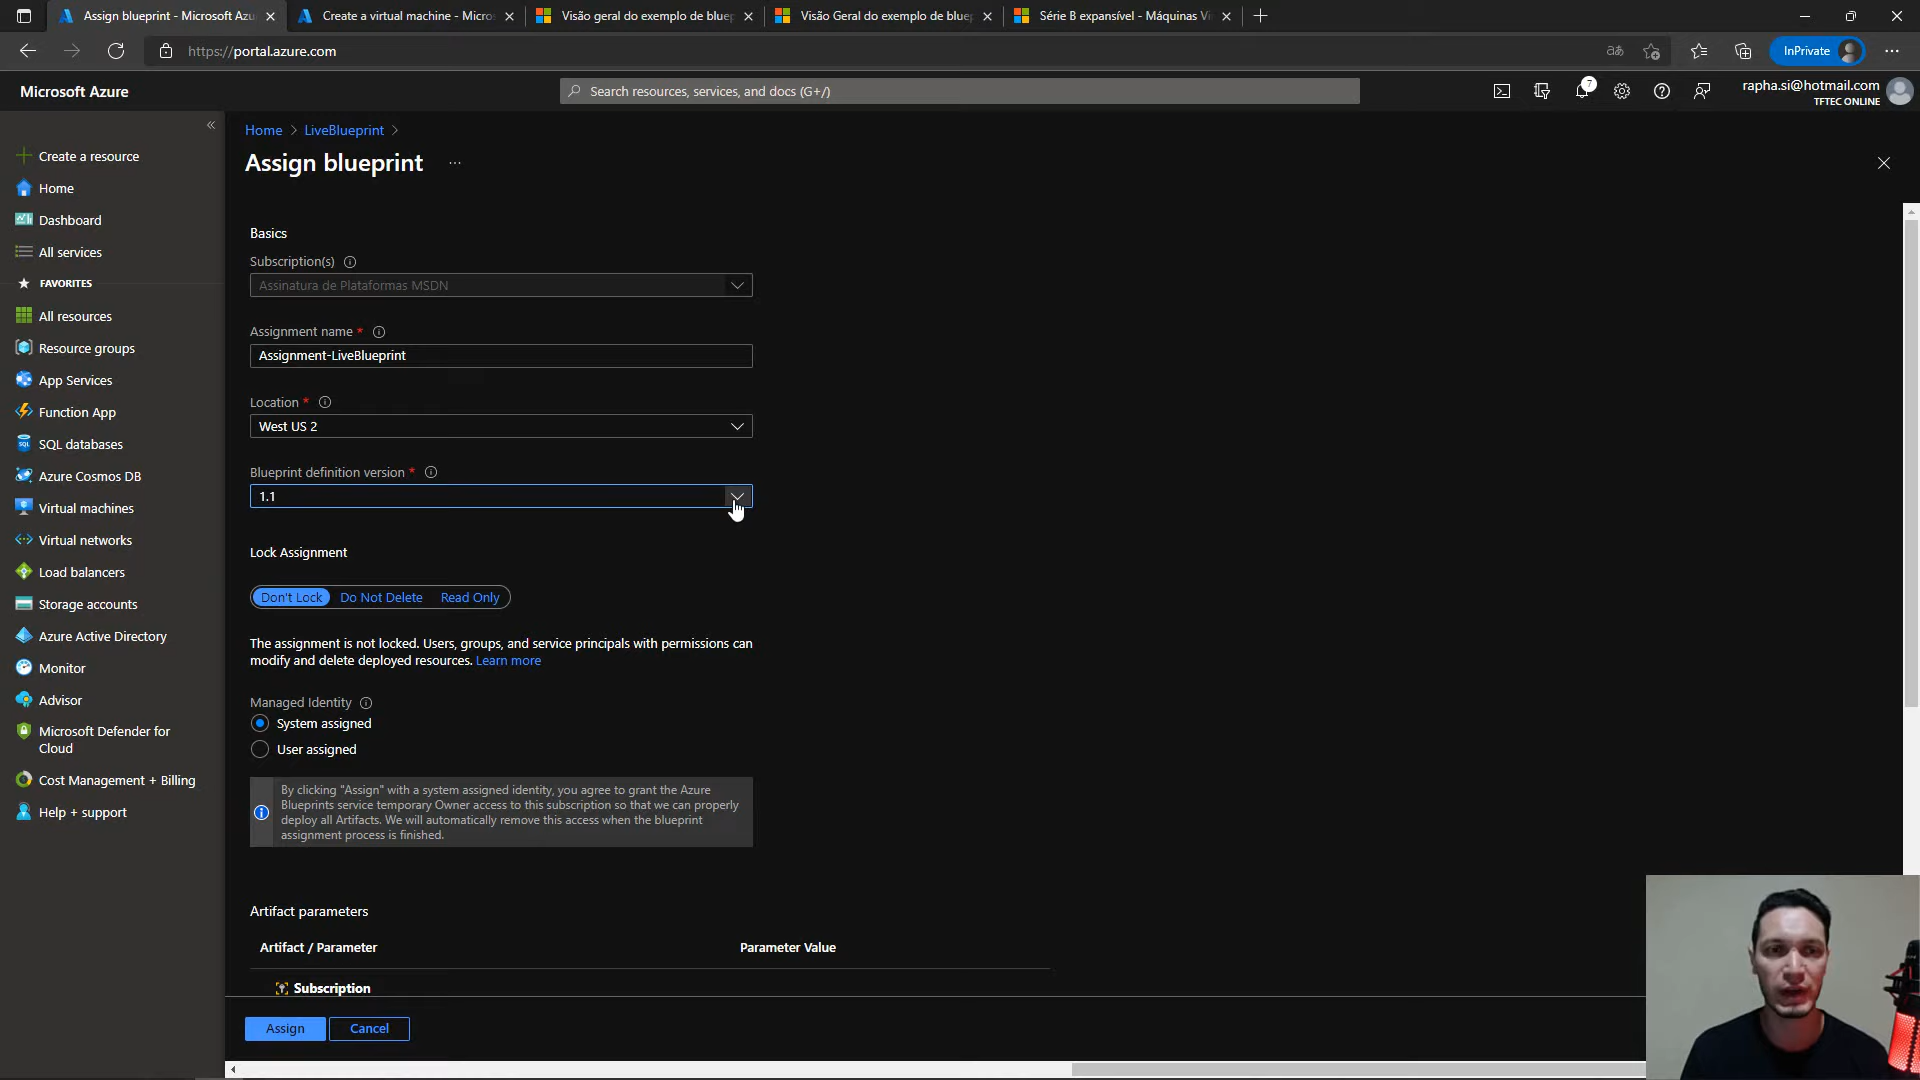 Assign blueprint - Microsoft Azu
Create a virtual machine - Micros
Visão geral do exemplo de bluep
Visão Geral do exemplo de bluep
Série B expansível - Máquinas Vi
https://portal.azure.com
InPrivate
Microsoft Azure
Search resources, services, and docs (G+/)
7
rapha.si@hotmail.com
TFTEC ONLINE
Create a resource
Home
Dashboard
All services
FAVORITES
All resources
Resource groups
App Services
Function App
SQL databases
Azure Cosmos DB
Virtual machines
Virtual networks
Load balancers
Storage accounts
Azure Active Directory
Monitor
Advisor
Microsoft Defender for
Cloud
Cost Management + Billing
Help + support
Home > LiveBlueprint >
Assign blueprint ...
Basics
Subscription(s)
Assinatura de Plataformas MSDN
Assignment name *
Assignment-LiveBlueprint
Location *
West US 2
Blueprint definition version *
1.1
Lock Assignment
Don't Lock Do Not Delete Read Only
The assignment is not locked. Users, groups, and service principals with permissions can
modify and delete deployed resources. Learn more
Managed Identity
System assigned
User assigned
By clicking "Assign" with a system assigned identity, you agree to grant the Azure
Blueprints service temporary Owner access to this subscription so that we can properly
deploy all Artifacts. We will automatically remove this access when the blueprint
assignment process is finished.
Artifact parameters
Artifact / Parameter Parameter Value
Subscription
Assign Cancel